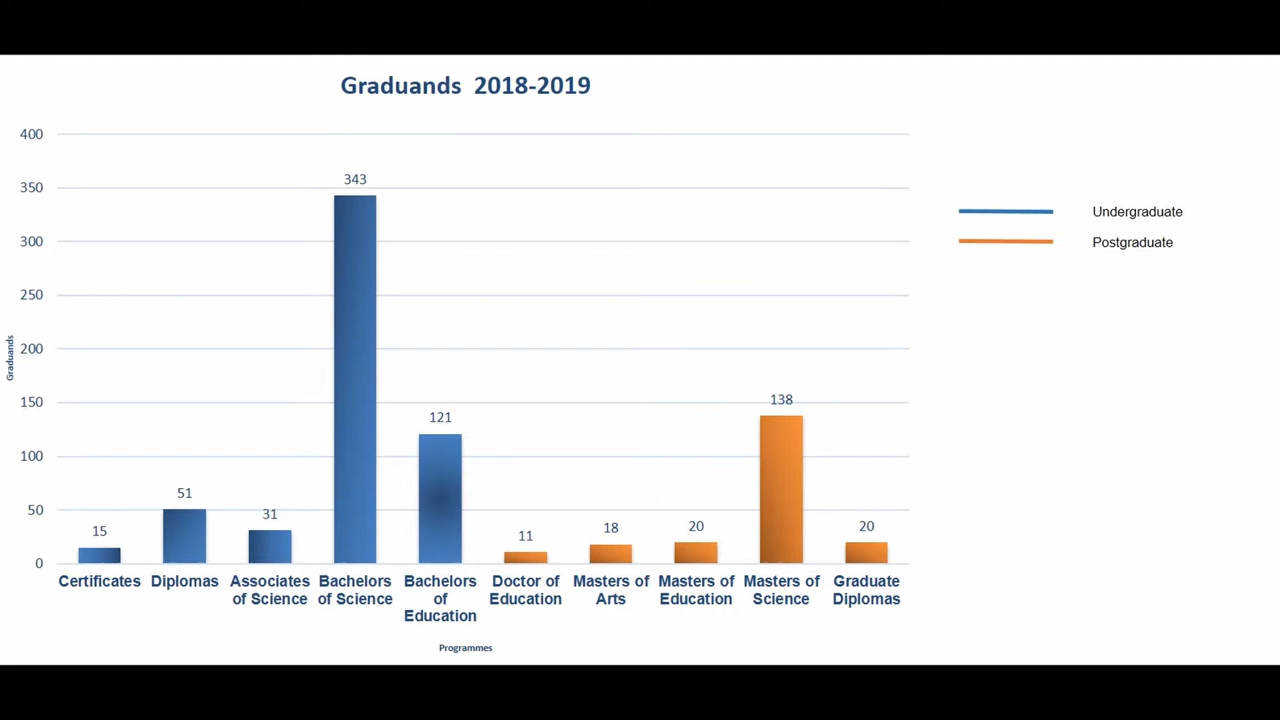 Graduands 2018-2019
400
350
300
250
200
150
100
50
0
Graduands
343
121
138
15
51
31
11
18
20
20
Undergraduate
Postgraduate
Certificates
Diplomas
Associates
of Science
Bachelors
of Science
Bachelors
of
Education
Doctor of
Education
Masters of
Arts
Masters of
Education
Masters of
Science
Graduate
Diplomas
Programmes